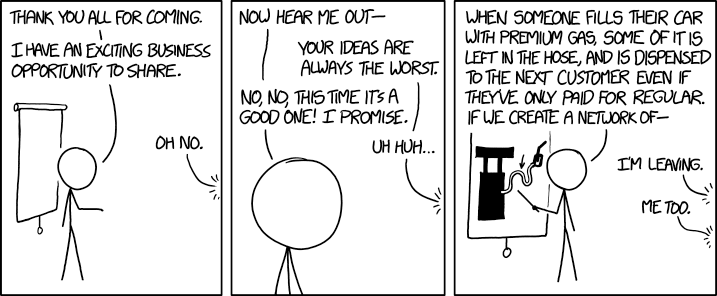 THANK YOU ALL FOR COMING.
I HAVE AN EXCITING BUSINESS
OPPORTUNITY TO SHARE.
OH NO.
NOW HEAR ME OUT—
YOUR IDEAS ARE
ALWAYS THE WORST.
NO, NO, THIS TIME IT'S A
GOOD ONE! I PROMISE.
UH HUH...
WHEN SOMEONE FILLS THEIR CAR
WITH PREMIUM GAS, SOME OF IT IS
LEFT IN THE HOSE, AND IS DISPENSED
TO THE NEXT CUSTOMER EVEN IF
THEY'VE ONLY PAID FOR REGULAR.
IF WE CREATE A NETWORK OF—
I'M LEAVING.
ME TOO.